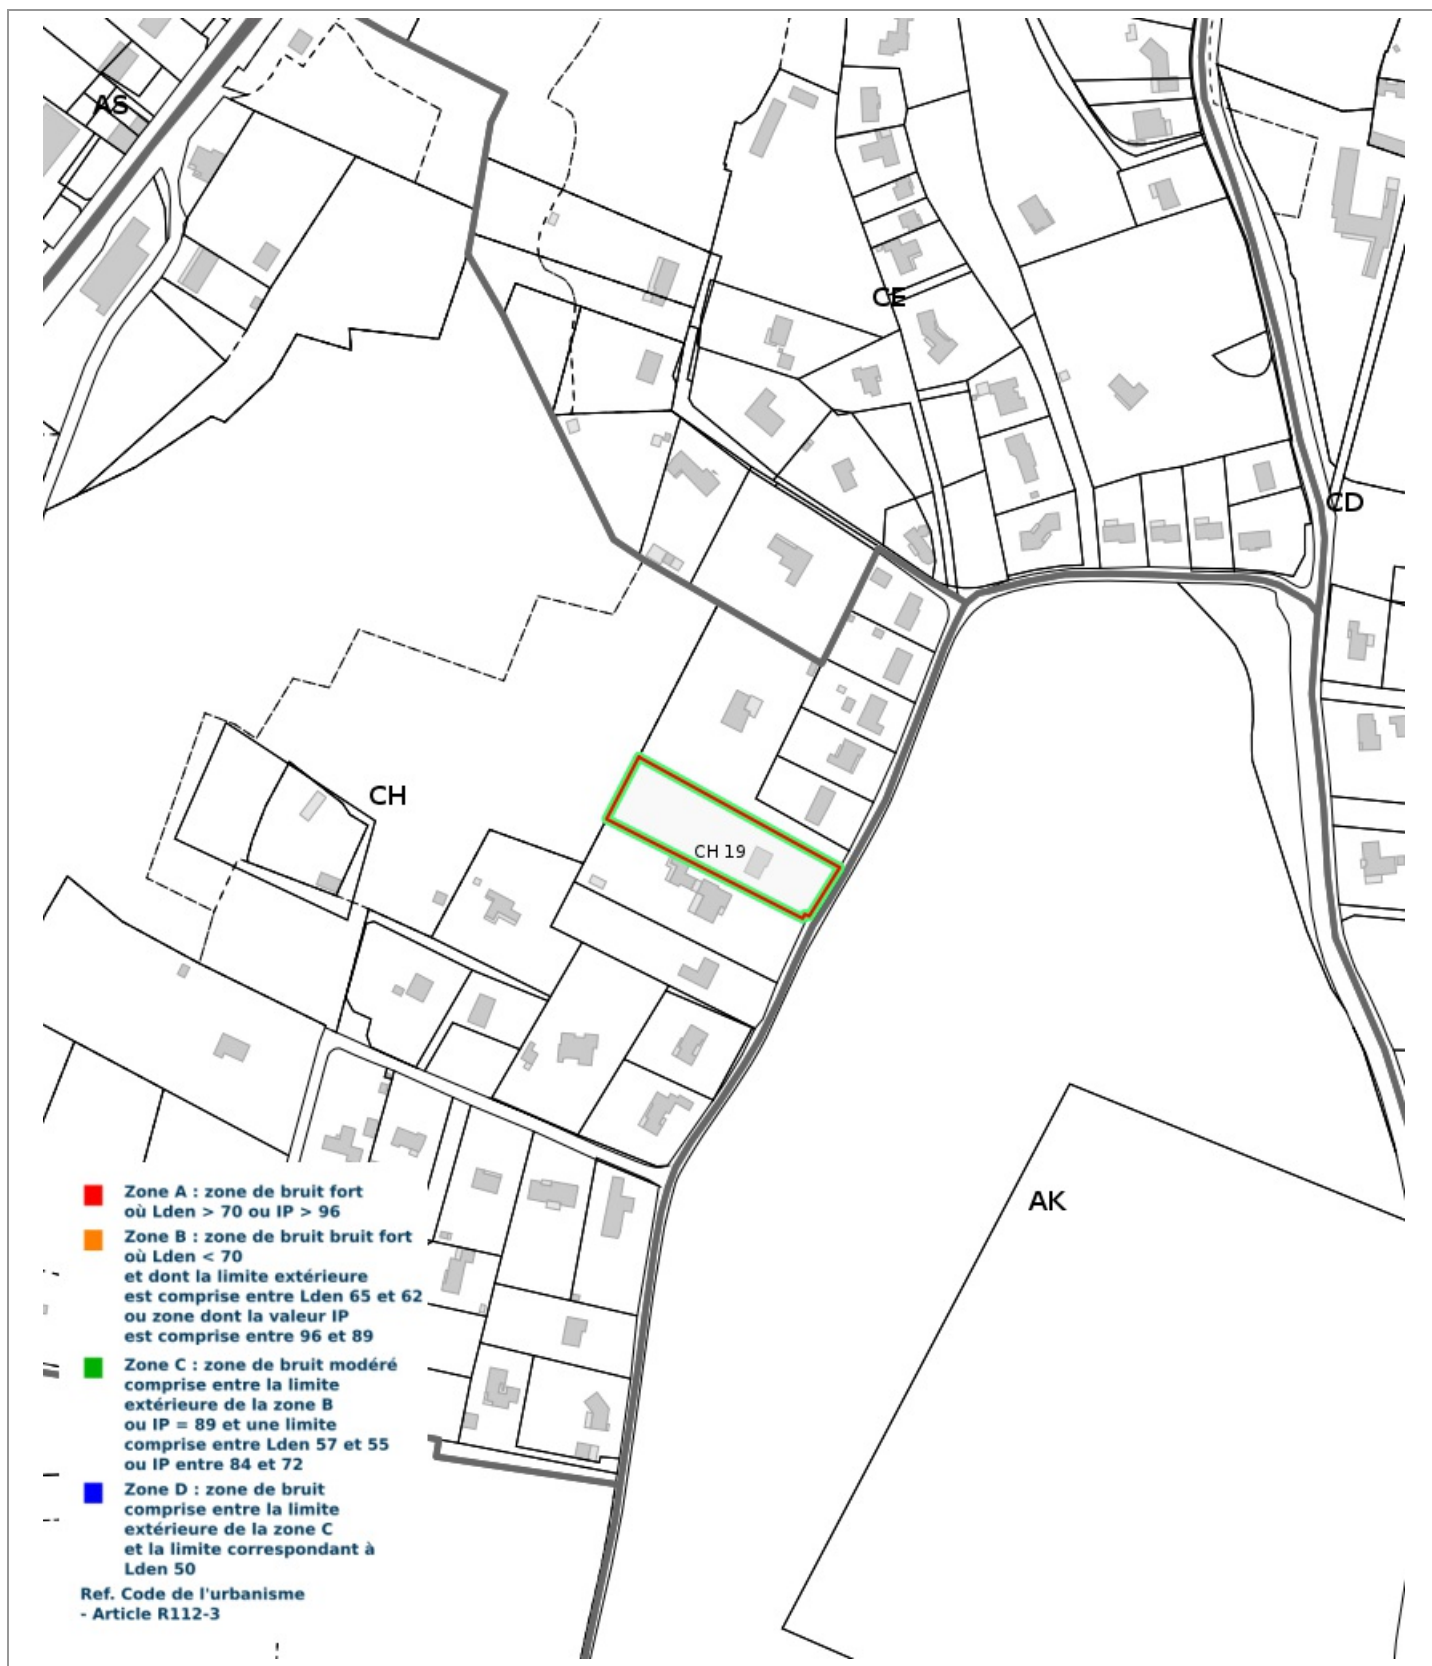 AS
CE
CD
CH
CH 19
AK
Zone A : zone de bruit fort
où Lden > 70 ou IP > 96
Zone B : zone de bruit bruit fort
où Lden < 70
et dont la limite extérieure
est comprise entre Lden 65 et 62
ou zone dont la valeur IP
est comprise entre 96 et 89
Zone C : zone de bruit modéré
comprise entre la limite
extérieure de la zone B
ou IP = 89 et une limite
comprise entre Lden 57 et 55
ou IP entre 84 et 72
Zone D : zone de bruit
comprise entre la limite
extérieure de la zone C
et la limite correspondant à
Lden 50
Ref. Code de l'urbanisme
- Article R112-3